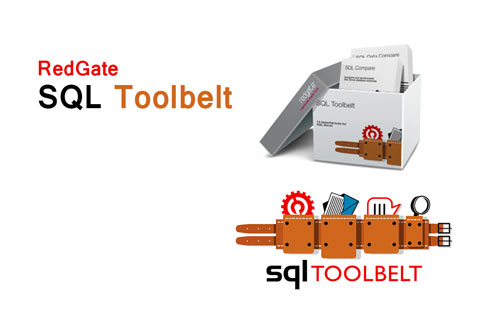 RedGate
SQL Toolbelt
SQL Data Compare
SQL Compare
SQL Toolbelt
sql TOOLBELT